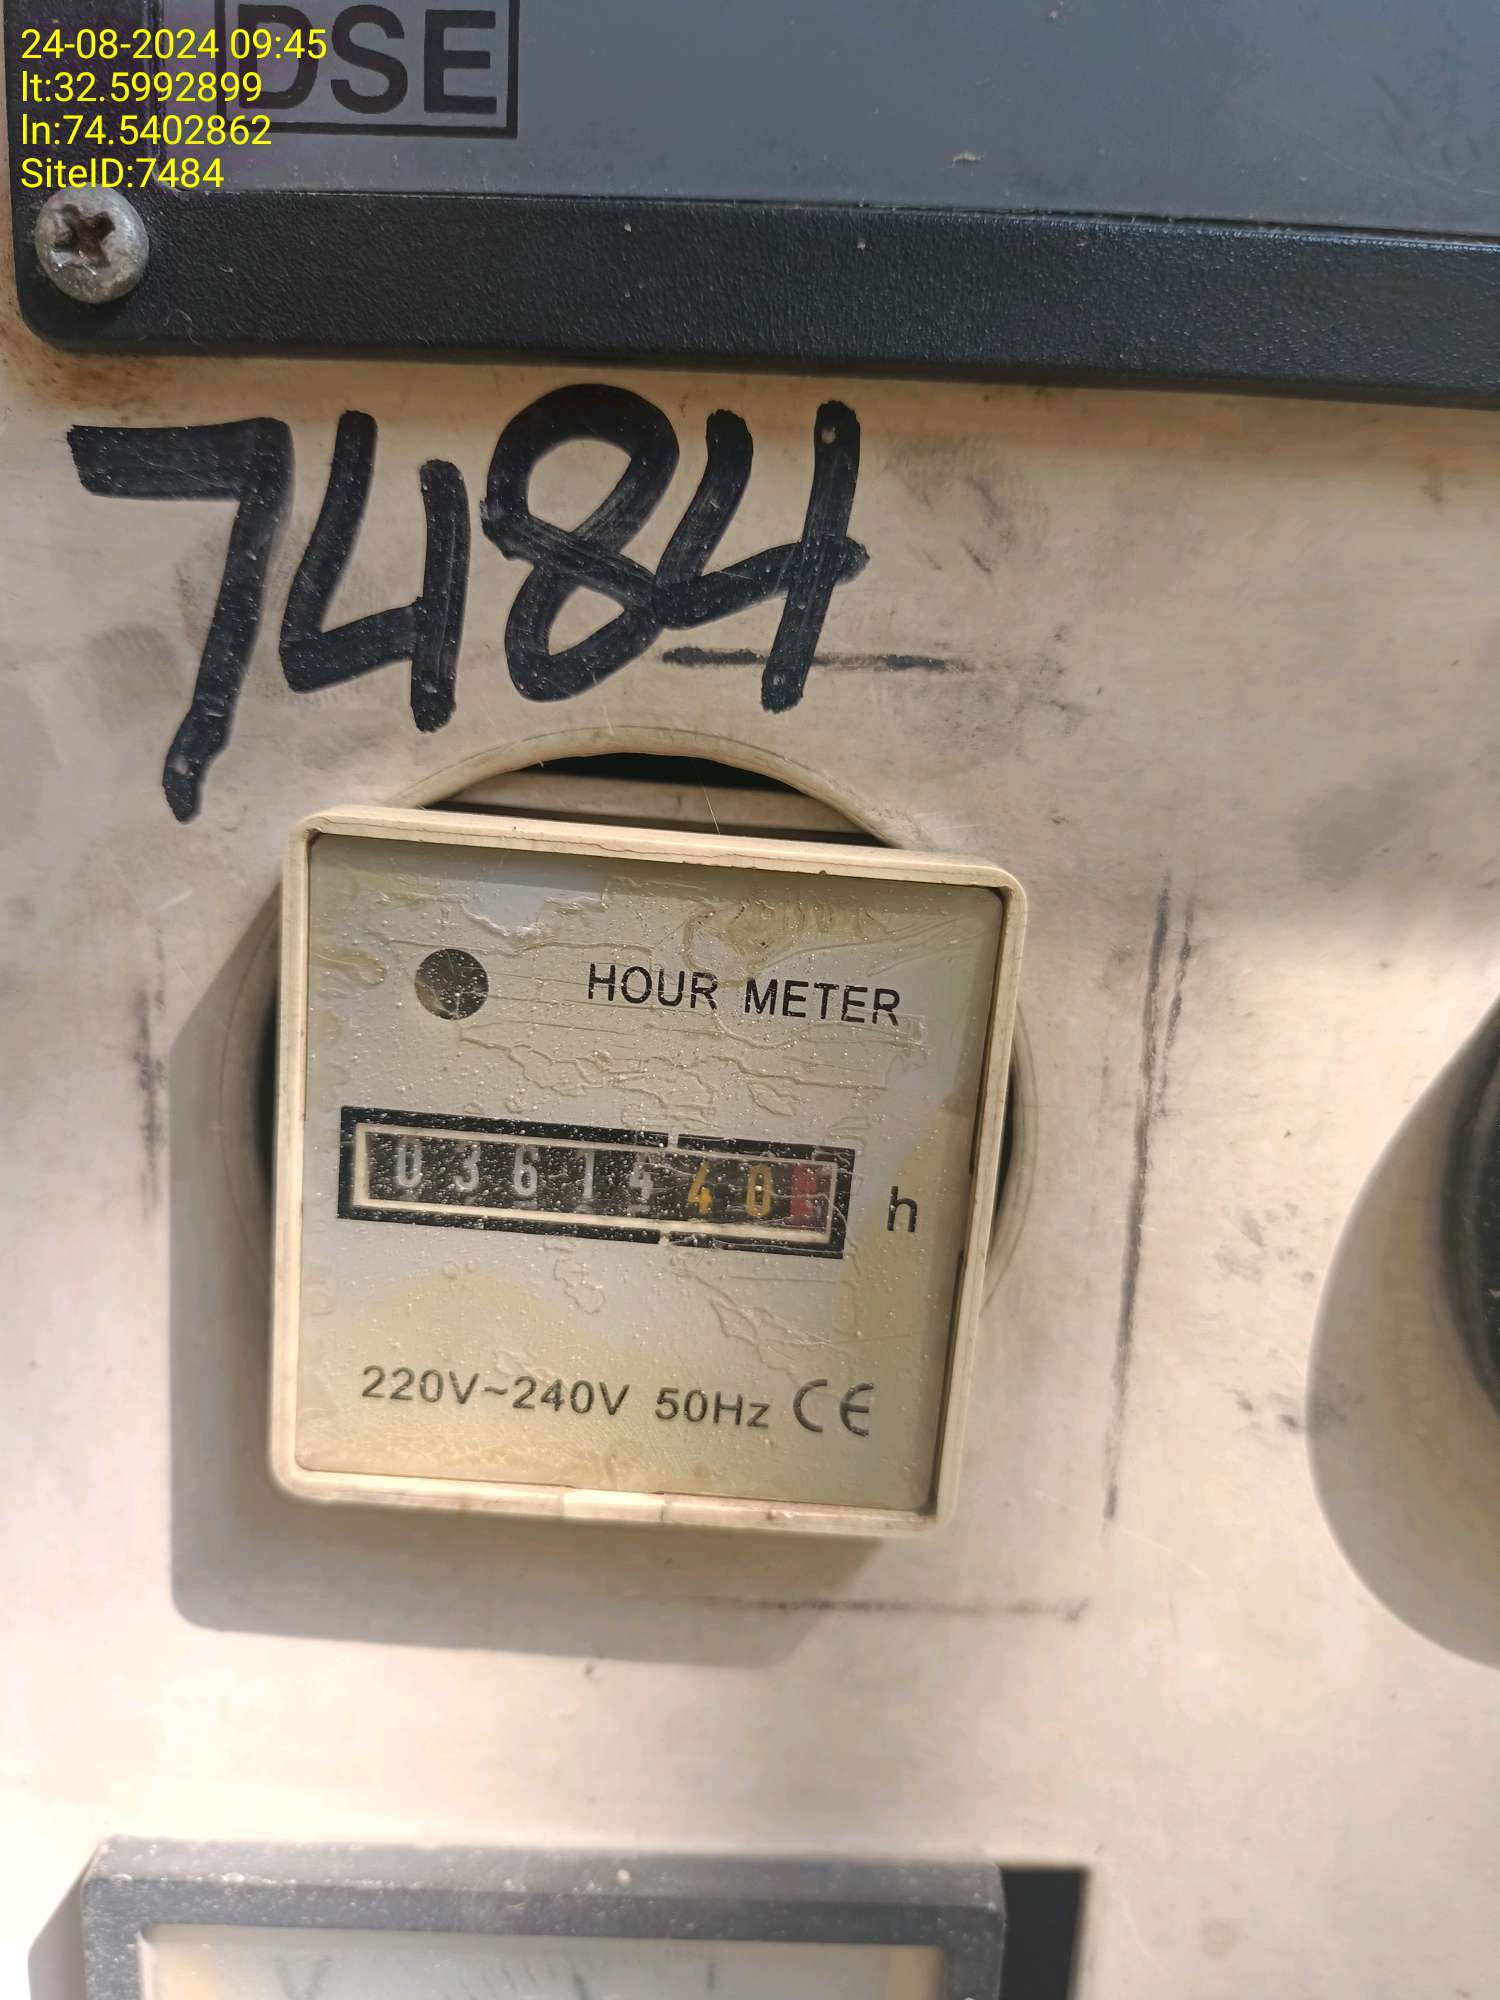 24-08-2024 09:45
lt:32.5992899
ln:74.5402862
SiteID:7484
DSE
7484
HOUR METER
0361440
h
220V~240V 50Hz CE
V